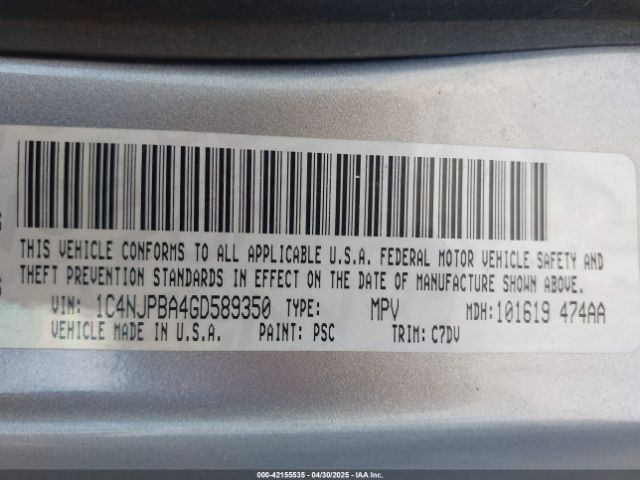 THIS VEHICLE CONFORMS TO ALL APPLICABLE U.S.A. FEDERAL MOTOR VEHICLE SAFETY AND
THEFT PREVENTION STANDARDS IN EFFECT ON THE DATE OF MANUFACTURE SHOWN ABOVE.
VIN: 1C4NJPBA4GD589350 TYPE: MPV MDH: 101619 474AA
VEHICLE MADE IN U.S.A. PAINT: PSC TRIM: C7DV
000-42155535 - 04/30/2025 - IAA Inc.